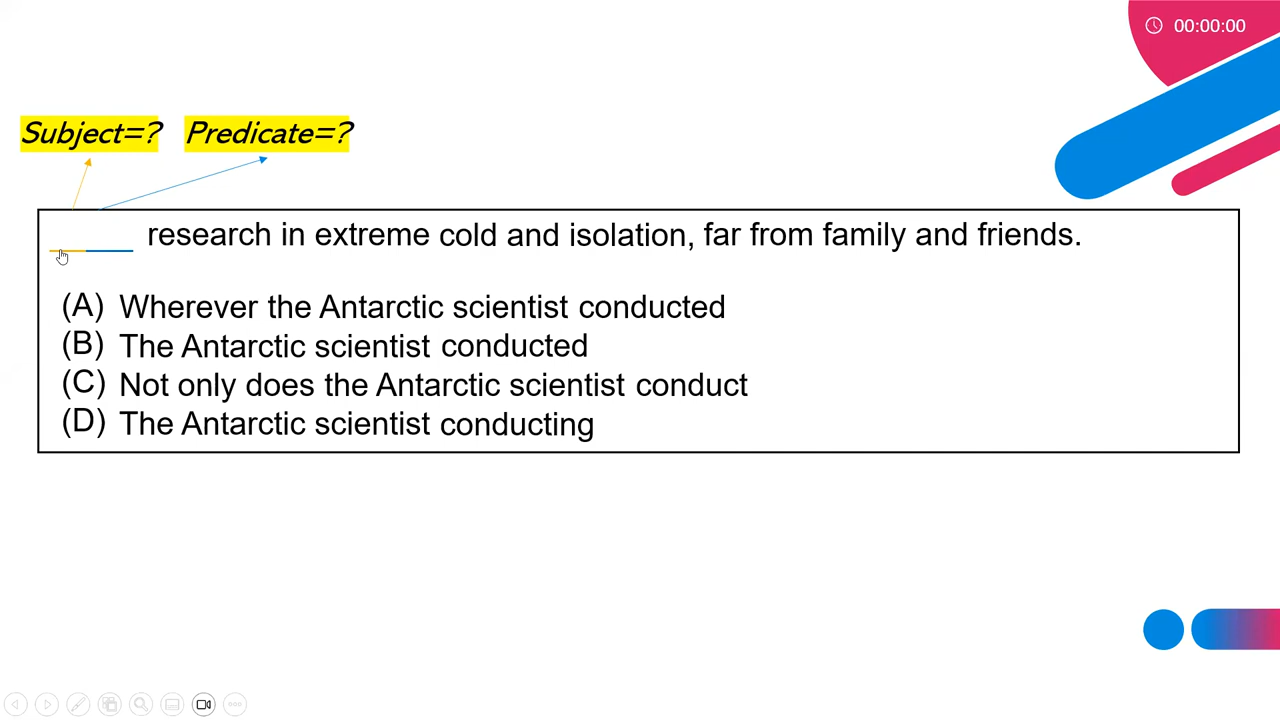 00:00:00
Subject=? Predicate=?
____ research in extreme cold and isolation, far from family and friends.
(A) Wherever the Antarctic scientist conducted
(B) The Antarctic scientist conducted
(C) Not only does the Antarctic scientist conduct
(D) The Antarctic scientist conducting